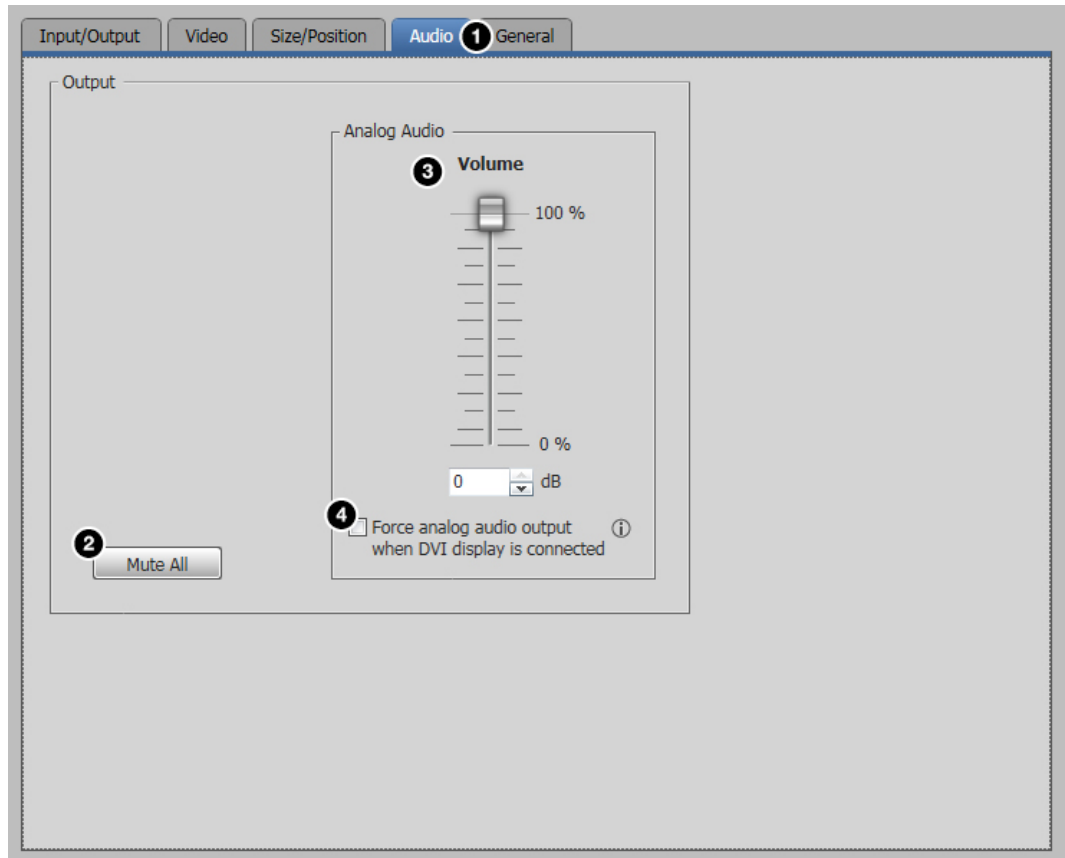 Input/Output Video Size/Position Audio 1 General
Output
Analog Audio
3 Volume
100 %
0 %
0 dB
4 Force analog audio output ⓘ
when DVI display is connected
2
Mute All